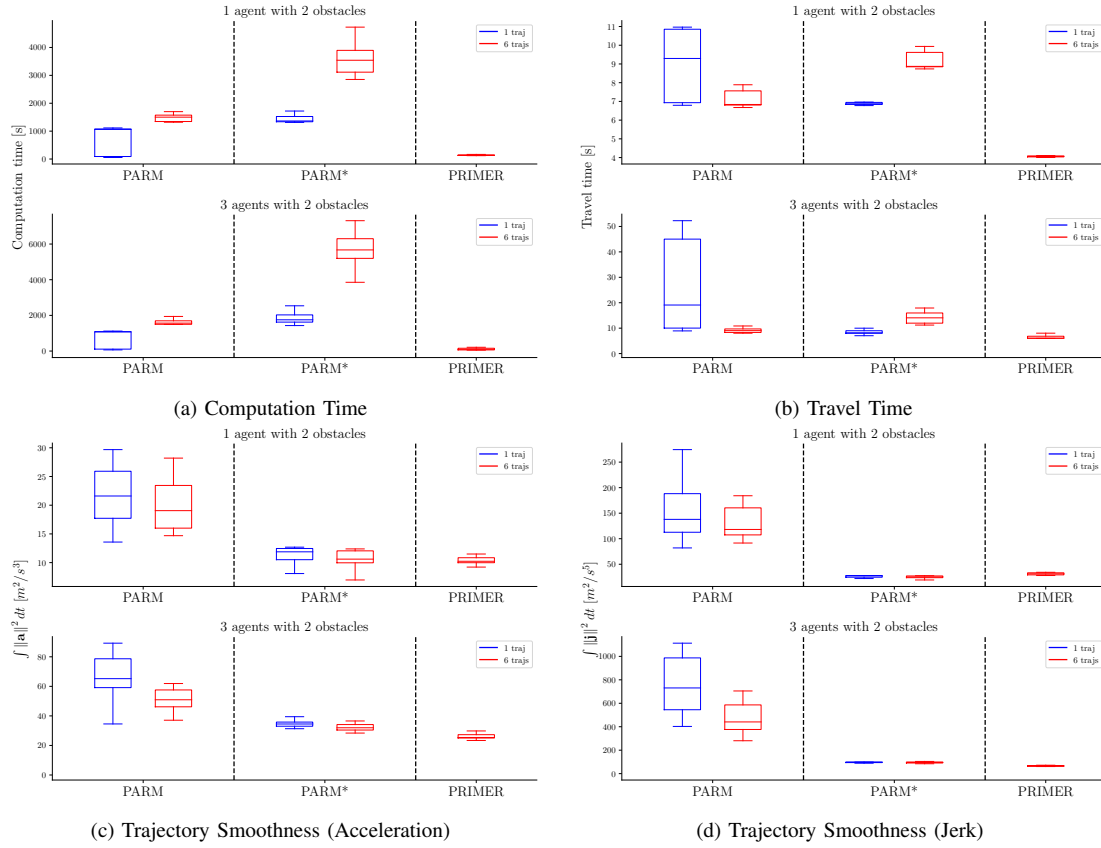 1 agent with 2 obstacles
Computation time [s]
4000
3000
2000
1000
0
1 traj
6 trajs
PARM
PARM*
PRIMER
3 agents with 2 obstacles
6000
4000
2000
0
1 traj
6 trajs
PARM
PARM*
PRIMER
(a) Computation Time
1 agent with 2 obstacles
Travel time [s]
11
10
9
8
7
6
5
4
1 traj
6 trajs
PARM
PARM*
PRIMER
3 agents with 2 obstacles
50
40
30
20
10
0
1 traj
6 trajs
PARM
PARM*
PRIMER
(b) Travel Time
1 agent with 2 obstacles
∫ ||a||² dt [m²/s³]
30
25
20
15
10
1 traj
6 trajs
PARM
PARM*
PRIMER
3 agents with 2 obstacles
80
60
40
20
0
1 traj
6 trajs
PARM
PARM*
PRIMER
(c) Trajectory Smoothness (Acceleration)
1 agent with 2 obstacles
∫ ||j||² dt [m²/s⁵]
250
200
150
100
50
1 traj
6 trajs
PARM
PARM*
PRIMER
3 agents with 2 obstacles
1000
800
600
400
200
0
1 traj
6 trajs
PARM
PARM*
PRIMER
(d) Trajectory Smoothness (Jerk)